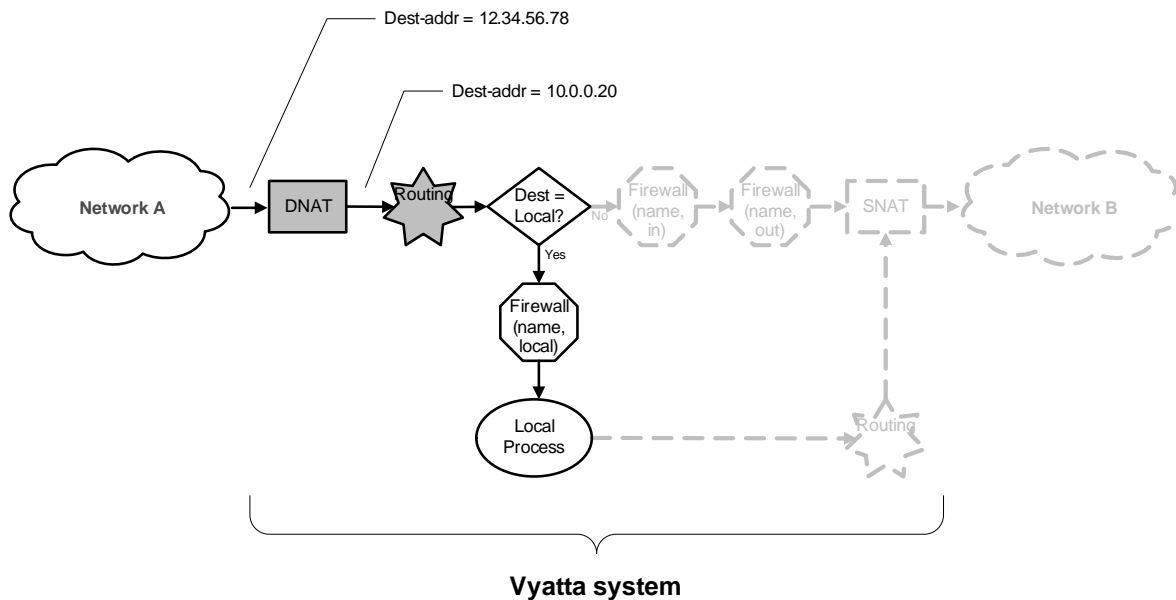 Dest-addr = 12.34.56.78
Dest-addr = 10.0.0.20
Network A
DNAT
Routing
Dest =
Local?
No
Firewall
(name,
in)
Firewall
(name,
out)
SNAT
Network B
Yes
Firewall
(name,
local)
Local
Process
Routing
Vyatta system